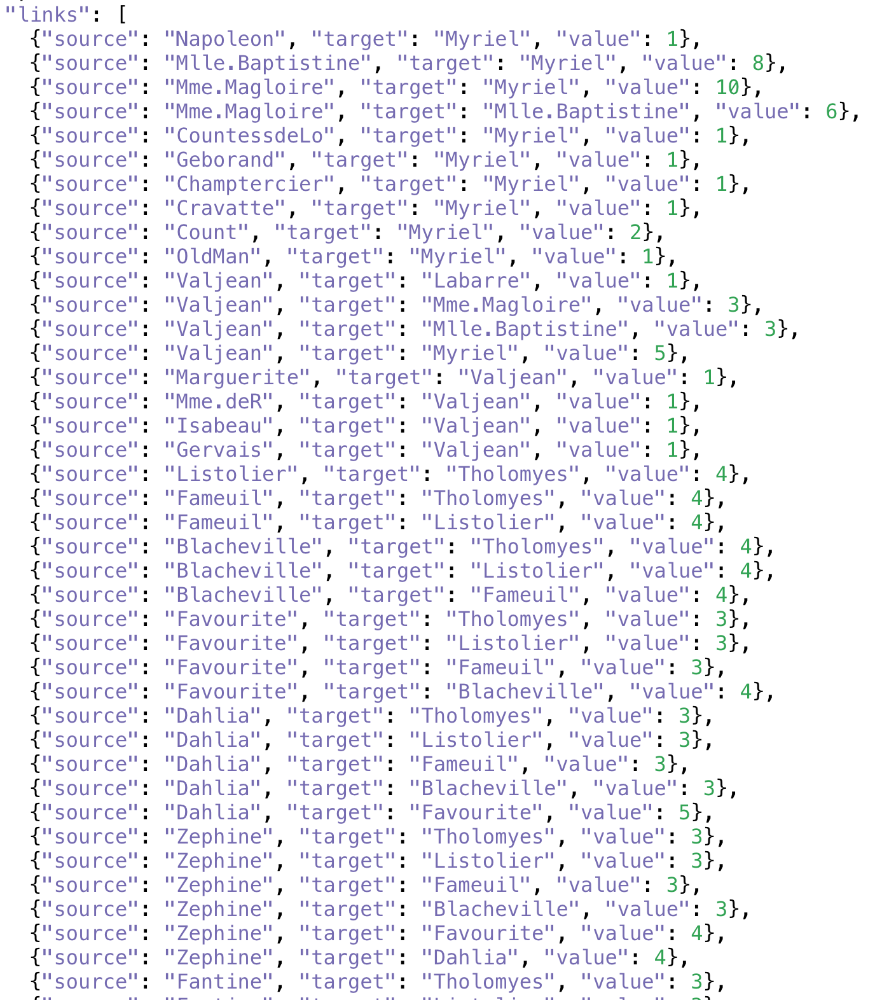 "links": [
{"source": "Napoleon", "target": "Myriel", "value": 1},
{"source": "Mlle.Baptistine", "target": "Myriel", "value": 8},
{"source": "Mme.Magloire", "target": "Myriel", "value": 10},
{"source": "Mme.Magloire", "target": "Mlle.Baptistine", "value": 6},
{"source": "CountessdeLo", "target": "Myriel", "value": 1},
{"source": "Geborand", "target": "Myriel", "value": 1},
{"source": "Champtercier", "target": "Myriel", "value": 1},
{"source": "Cravatte", "target": "Myriel", "value": 1},
{"source": "Count", "target": "Myriel", "value": 2},
{"source": "OldMan", "target": "Myriel", "value": 1},
{"source": "Valjean", "target": "Labarre", "value": 1},
{"source": "Valjean", "target": "Mme.Magloire", "value": 3},
{"source": "Valjean", "target": "Mlle.Baptistine", "value": 3},
{"source": "Valjean", "target": "Myriel", "value": 5},
{"source": "Marguerite", "target": "Valjean", "value": 1},
{"source": "Mme.deR", "target": "Valjean", "value": 1},
{"source": "Isabeau", "target": "Valjean", "value": 1},
{"source": "Gervais", "target": "Valjean", "value": 1},
{"source": "Listolier", "target": "Tholomyes", "value": 4},
{"source": "Fameuil", "target": "Tholomyes", "value": 4},
{"source": "Fameuil", "target": "Listolier", "value": 4},
{"source": "Blacheville", "target": "Tholomyes", "value": 4},
{"source": "Blacheville", "target": "Listolier", "value": 4},
{"source": "Blacheville", "target": "Fameuil", "value": 4},
{"source": "Favourite", "target": "Tholomyes", "value": 3},
{"source": "Favourite", "target": "Listolier", "value": 3},
{"source": "Favourite", "target": "Fameuil", "value": 3},
{"source": "Favourite", "target": "Blacheville", "value": 4},
{"source": "Dahlia", "target": "Tholomyes", "value": 3},
{"source": "Dahlia", "target": "Listolier", "value": 3},
{"source": "Dahlia", "target": "Fameuil", "value": 3},
{"source": "Dahlia", "target": "Blacheville", "value": 3},
{"source": "Dahlia", "target": "Favourite", "value": 5},
{"source": "Zephine", "target": "Tholomyes", "value": 3},
{"source": "Zephine", "target": "Listolier", "value": 3},
{"source": "Zephine", "target": "Fameuil", "value": 3},
{"source": "Zephine", "target": "Blacheville", "value": 3},
{"source": "Zephine", "target": "Favourite", "value": 4},
{"source": "Zephine", "target": "Dahlia", "value": 4},
{"source": "Fantine", "target": "Tholomyes", "value": 3},